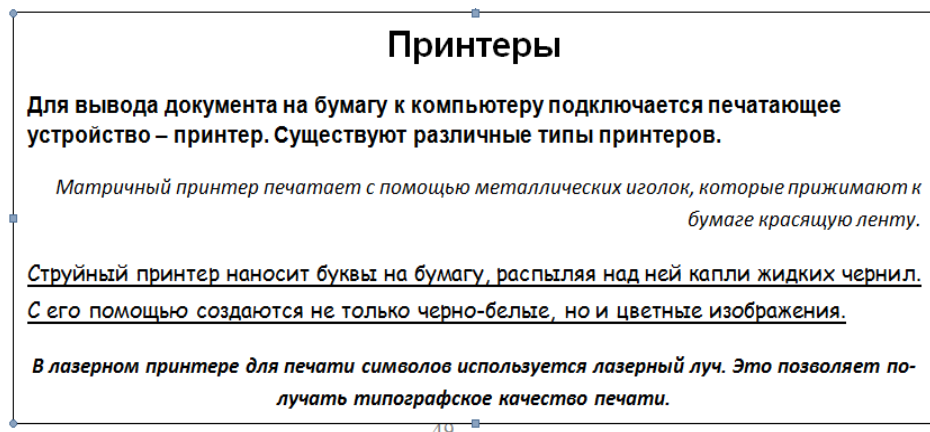 Принтеры
Для вывода документа на бумагу к компьютеру подключается печатающее
устройство – принтер. Существуют различные типы принтеров.
Матричный принтер печатает с помощью металлических иголок, которые прижимают к
бумаге красящую ленту.
Струйный принтер наносит буквы на бумагу, распыляя над ней капли жидких чернил.
С его помощью создаются не только черно-белые, но и цветные изображения.
В лазерном принтере для печати символов используется лазерный луч. Это позволяет по-
лучать типографское качество печати.
49